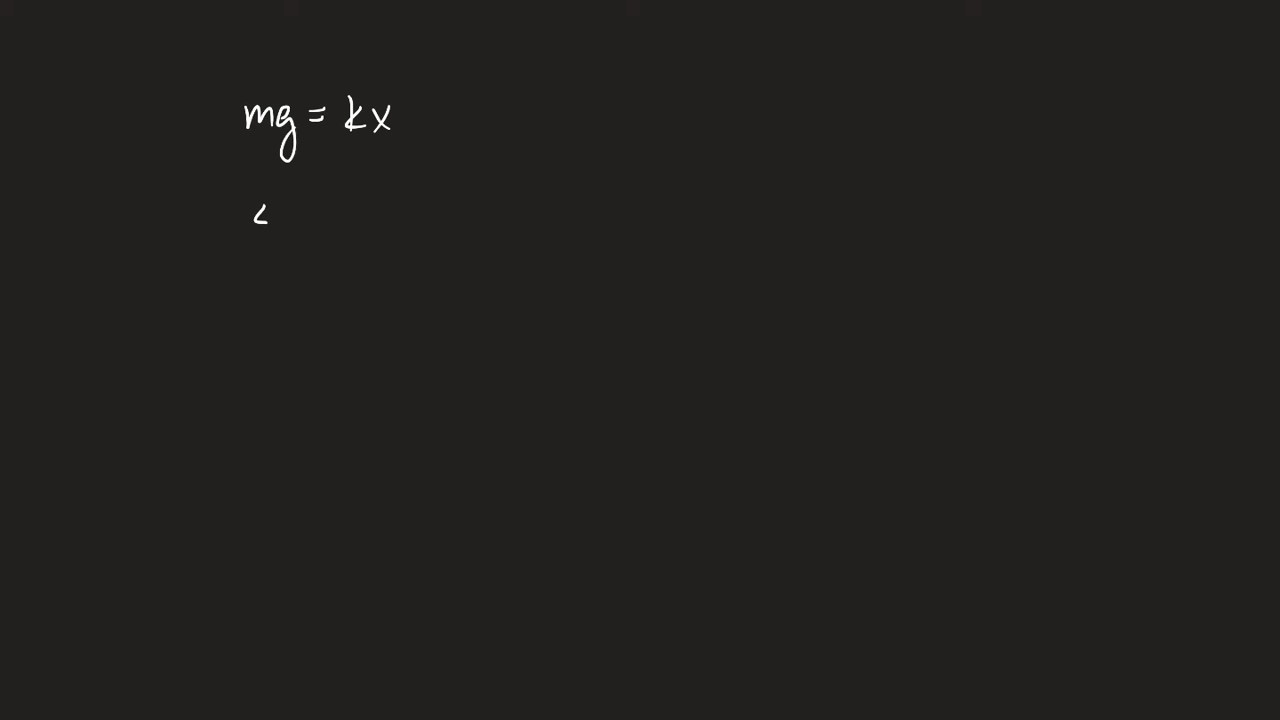 mg = kx